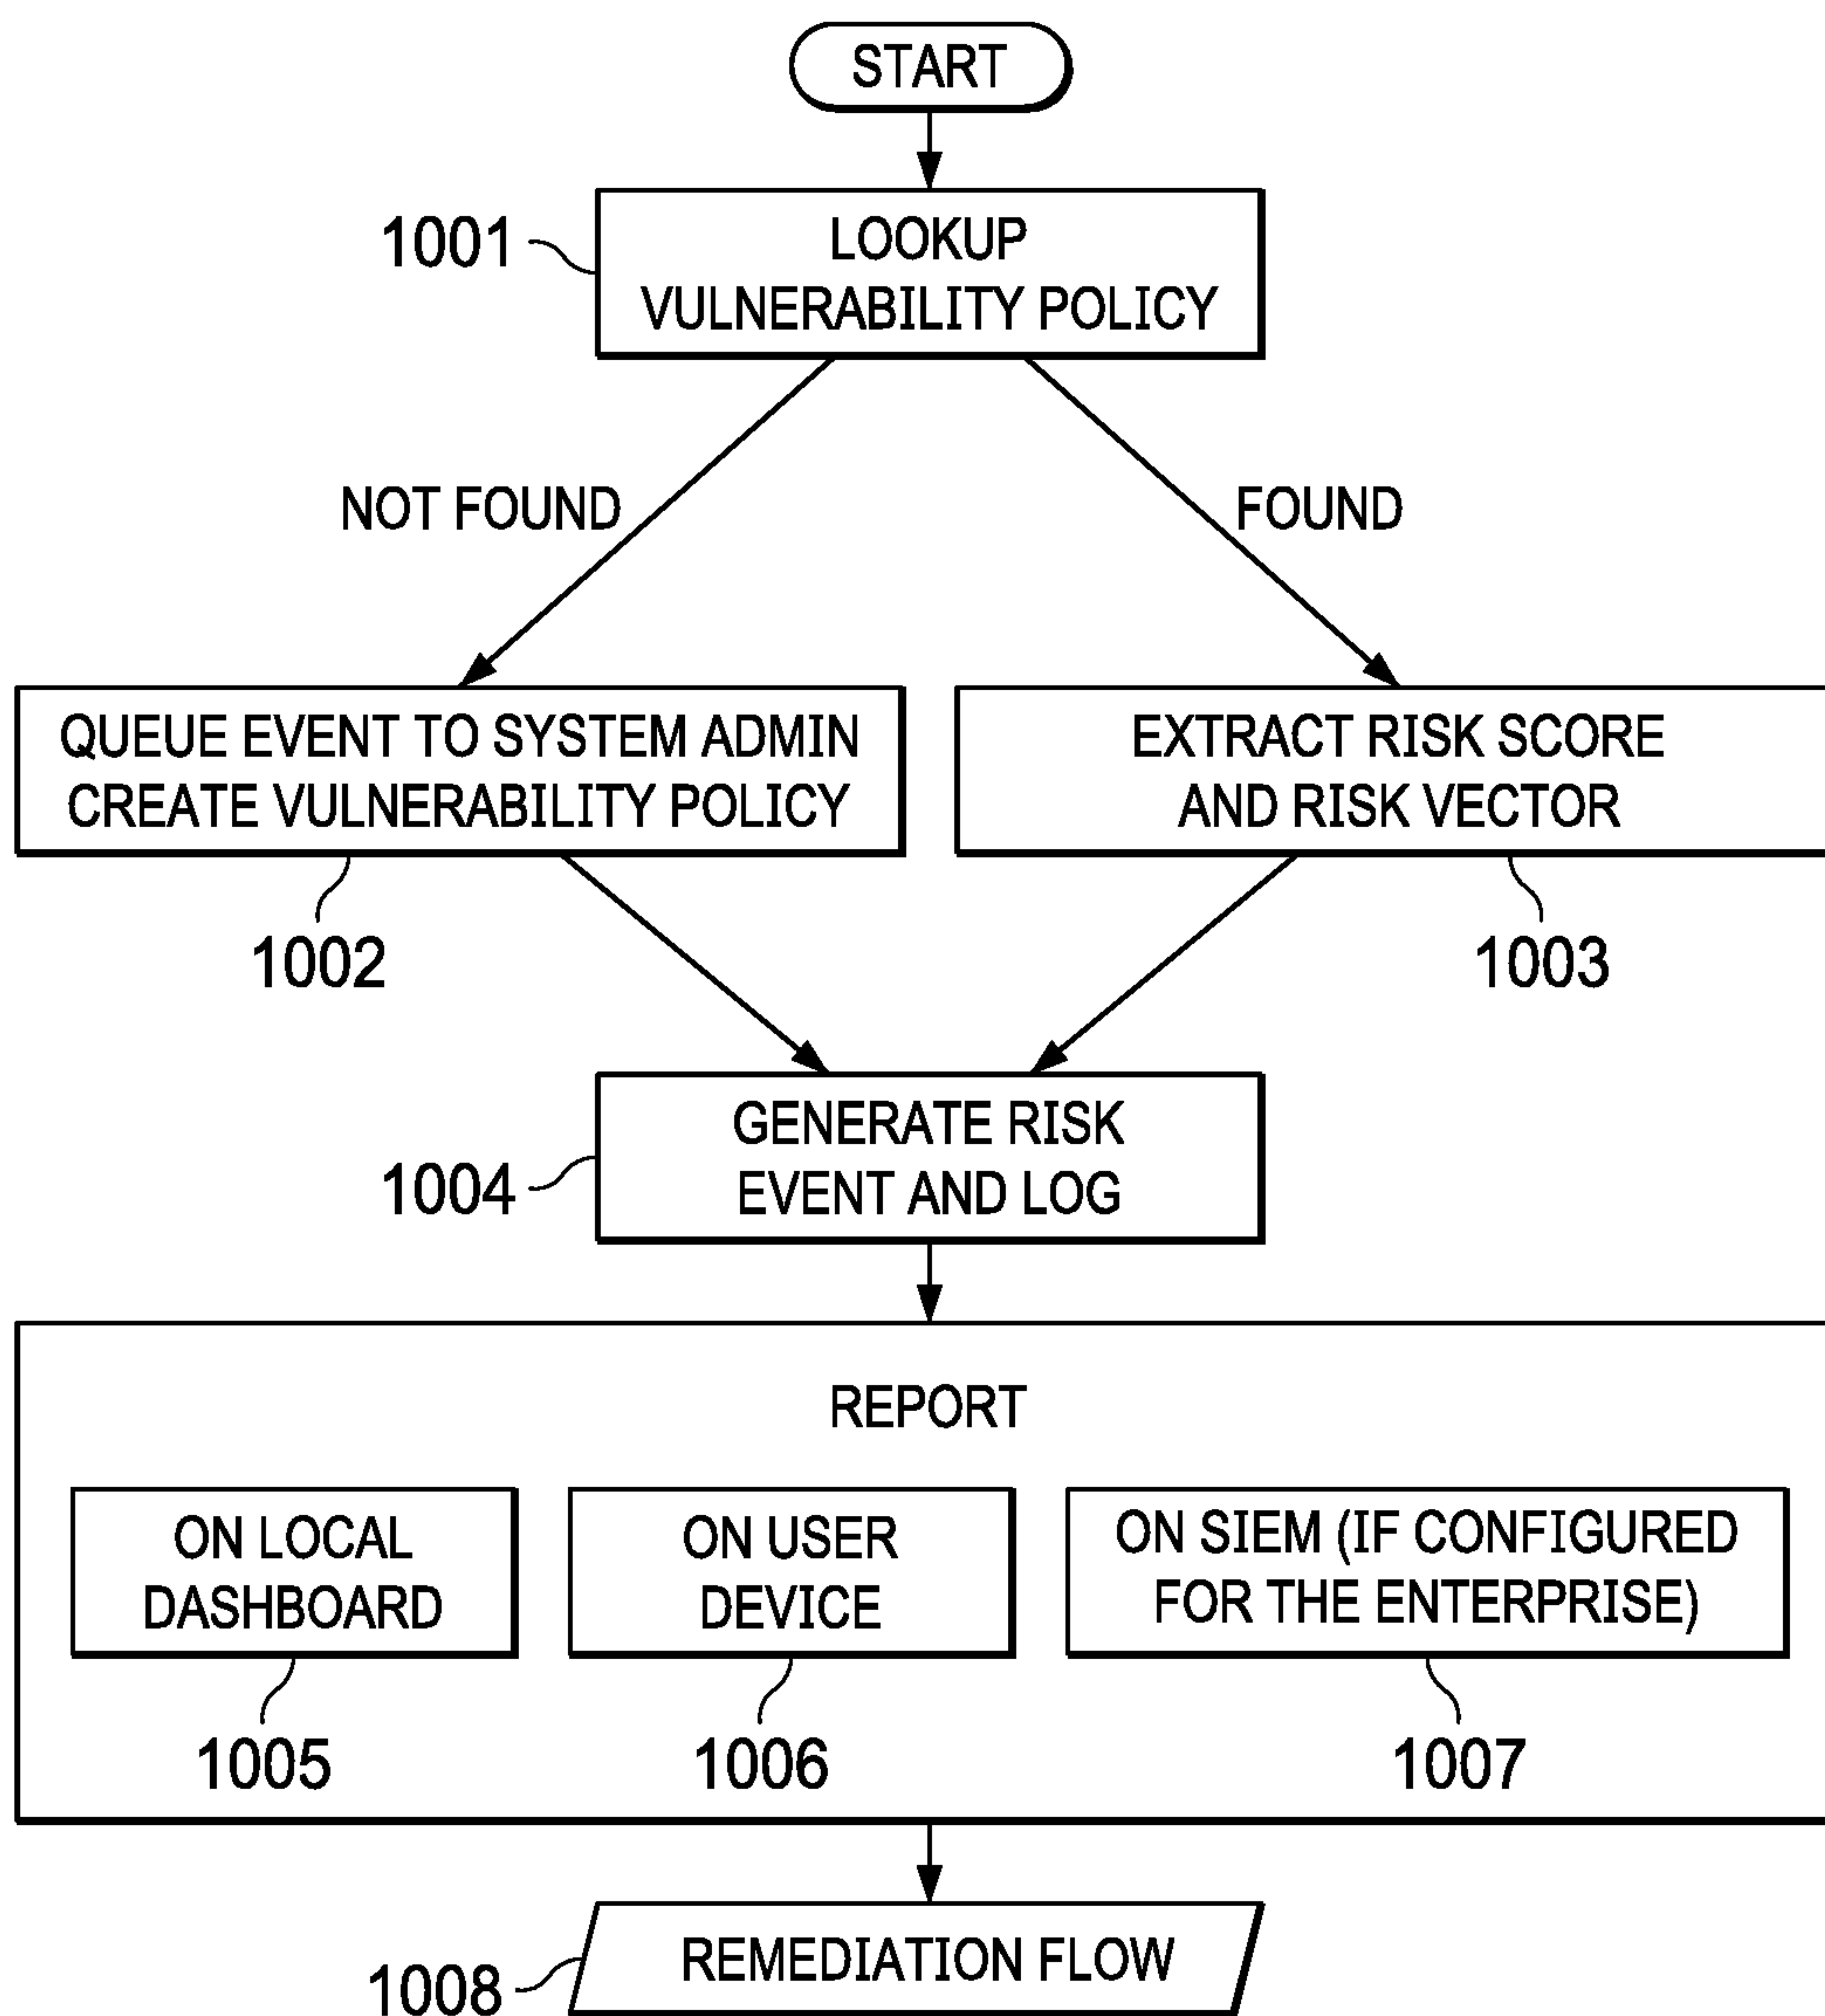 START
1001
LOOKUP
VULNERABILITY POLICY
NOT FOUND
FOUND
QUEUE EVENT TO SYSTEM ADMIN
CREATE VULNERABILITY POLICY
EXTRACT RISK SCORE
AND RISK VECTOR
1002
1003
GENERATE RISK
EVENT AND LOG
1004
REPORT
ON LOCAL
DASHBOARD
ON USER
DEVICE
ON SIEM (IF CONFIGURED
FOR THE ENTERPRISE)
1005
1006
1007
REMEDIATION FLOW
1008